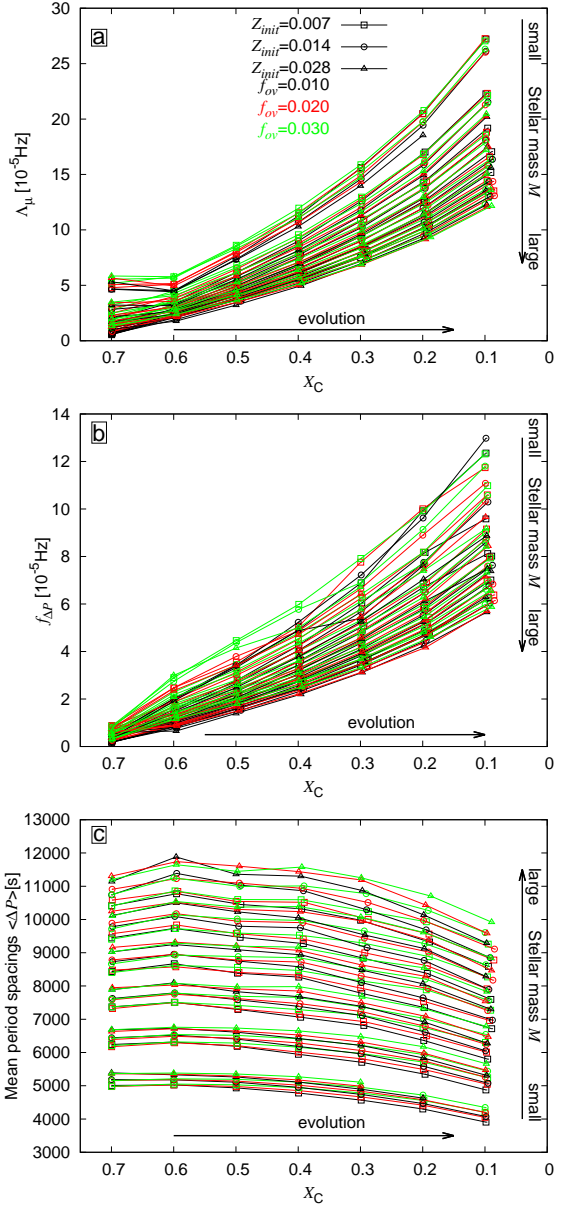 a
Z_init=0.007
Z_init=0.014
Z_init=0.028
f_ov=0.010
f_ov=0.020
f_ov=0.030
small
Stellar mass M
large
Λ_μ [10^-5 Hz]
30
25
20
15
10
5
0
evolution
0.7 0.6 0.5 0.4 0.3 0.2 0.1 0
X_C
b
small
Stellar mass M
large
f_ΔP [10^-5 Hz]
14
12
10
8
6
4
2
0
evolution
0.7 0.6 0.5 0.4 0.3 0.2 0.1 0
X_C
c
large
Stellar mass M
small
Mean period spacings <ΔP>[s]
13000
12000
11000
10000
9000
8000
7000
6000
5000
4000
3000
evolution
0.7 0.6 0.5 0.4 0.3 0.2 0.1 0
X_C